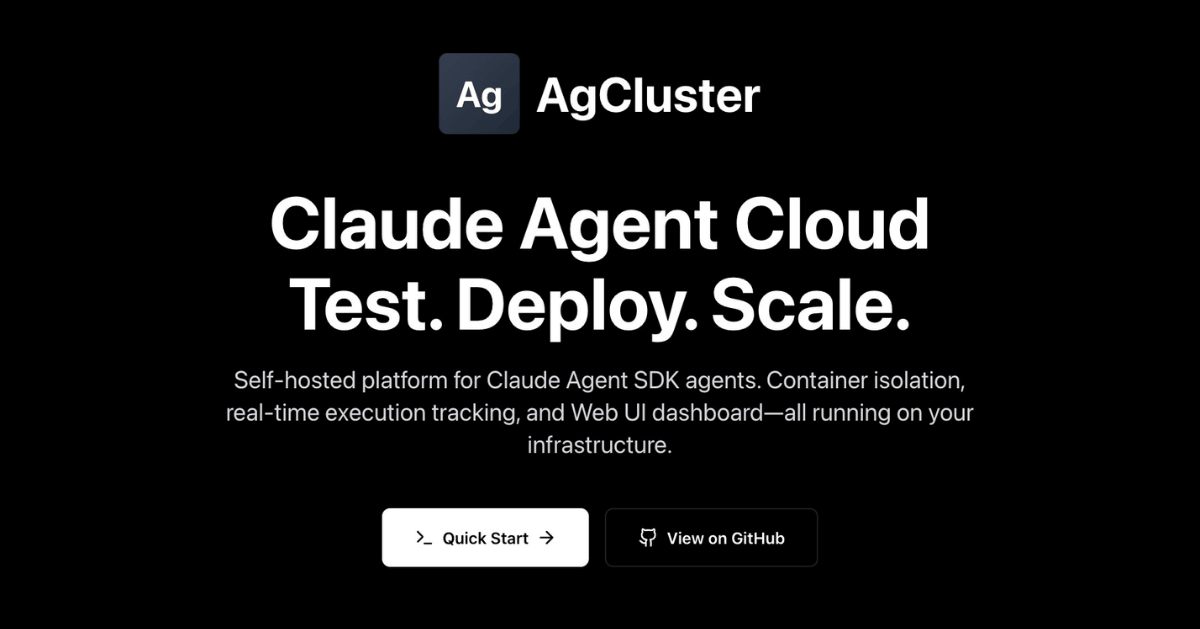 Ag AgCluster
Claude Agent Cloud
Test. Deploy. Scale.
Self-hosted platform for Claude Agent SDK agents. Container isolation,
real-time execution tracking, and Web UI dashboard—all running on your
infrastructure.
>_ Quick Start → View on GitHub